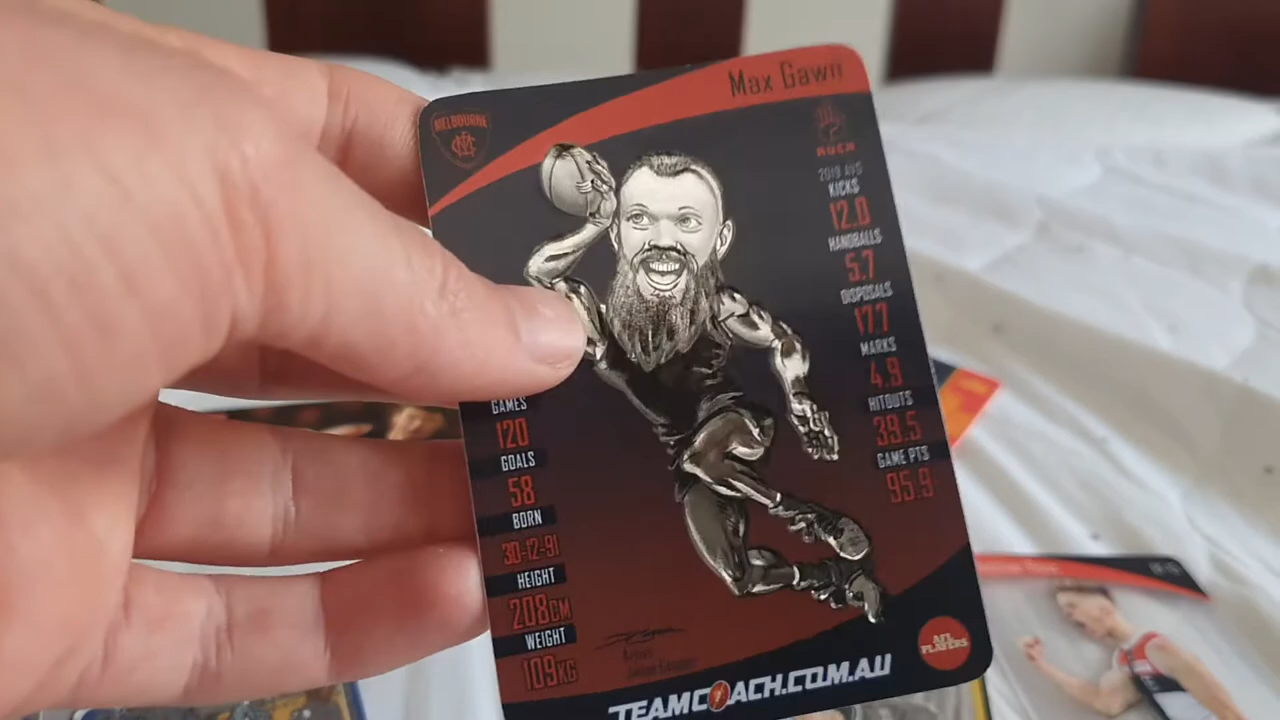 Max Gawn
MELBOURNE
RUCK
2019 AVG
KICKS
12.0
HANDBALLS
5.7
DISPOSALS
17.7
MARKS
4.9
HITOUTS
39.5
GAME PTS
95.9
GAMES
120
GOALS
58
BORN
30-12-91
HEIGHT
208CM
WEIGHT
109KG
AFL
PLAYERS
TEAMCOACH.COM.AU